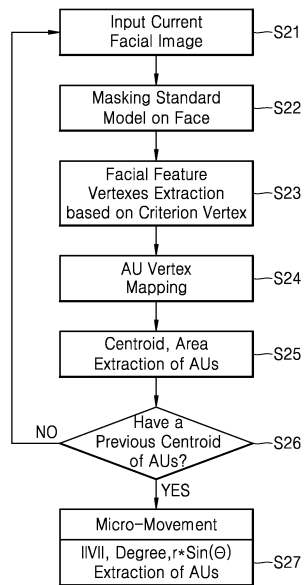 Input Current
Facial Image
S21
Masking Standard
Model on Face
S22
Facial Feature
Vertexes Extraction
based on Criterion Vertex
S23
AU Vertex
Mapping
S24
Centroid, Area
Extraction of AUs
S25
Have a
Previous Centroid
of AUs?
S26
NO
YES
Micro-Movement
llVll, Degree,r*Sin(Θ)
Extraction of AUs
S27